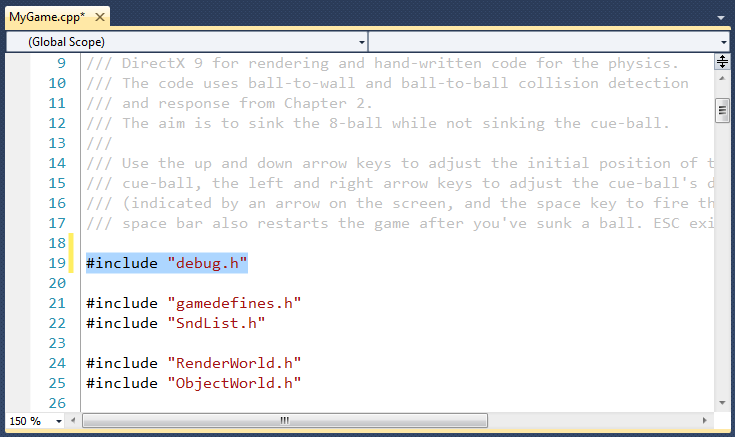 MyGame.cpp*
(Global Scope)
9 /// DirectX 9 for rendering and hand-written code for the physics.
10 /// The code uses ball-to-wall and ball-to-ball collision detection
11 /// and response from Chapter 2.
12 /// The aim is to sink the 8-ball while not sinking the cue-ball.
13 ///
14 /// Use the up and down arrow keys to adjust the initial position of t
15 /// cue-ball, the left and right arrow keys to adjust the cue-ball's d
16 /// (indicated by an arrow on the screen, and the space key to fire th
17 /// space bar also restarts the game after you've sunk a ball. ESC exi
18
19 #include "debug.h"
20
21 #include "gamedefines.h"
22 #include "SndList.h"
23
24 #include "RenderWorld.h"
25 #include "ObjectWorld.h"
26
150 %